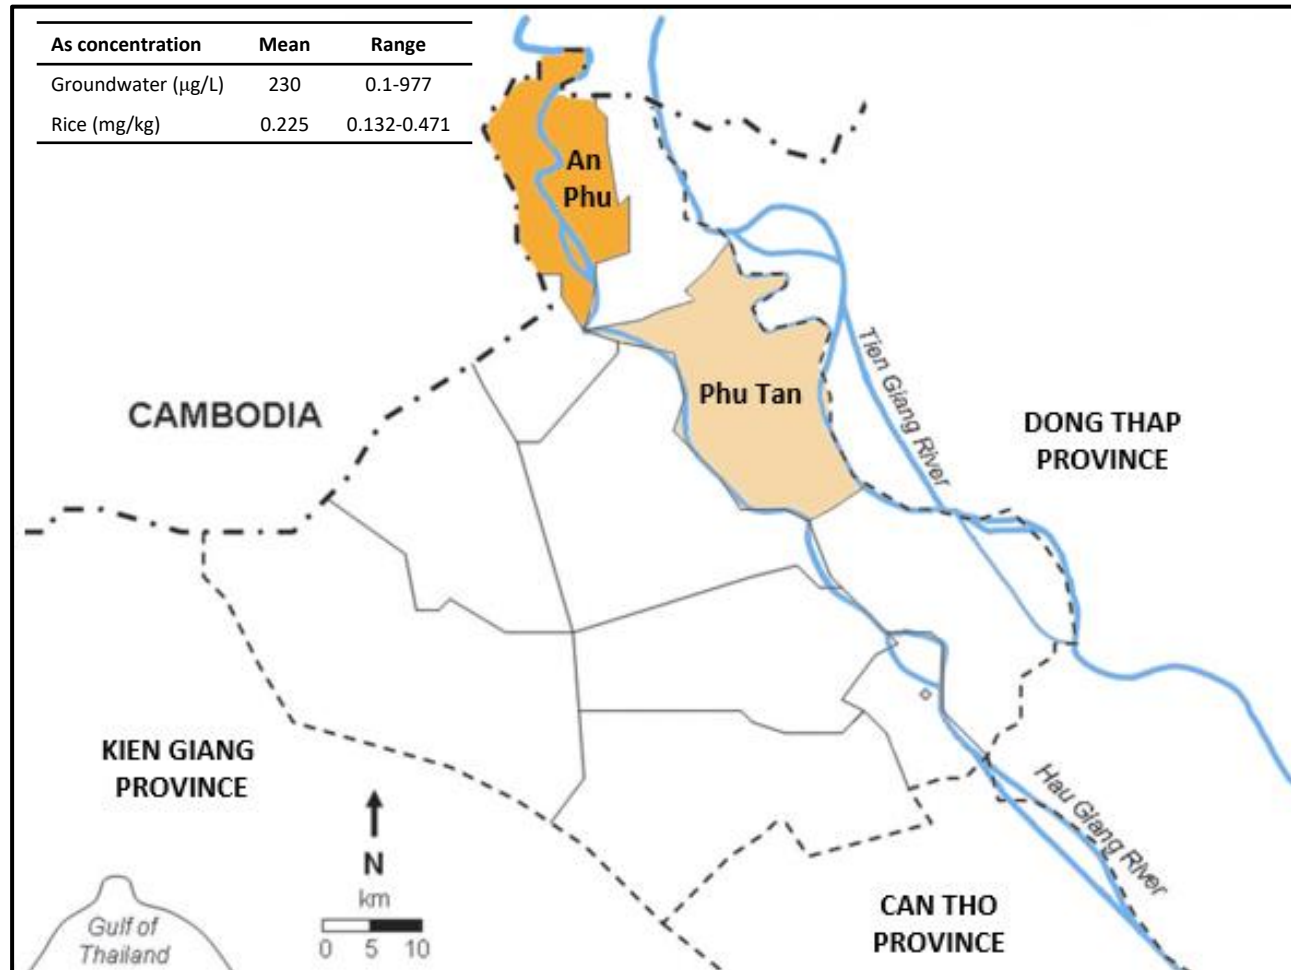 As concentration Mean Range
Groundwater (μg/L) 230 0.1-977
Rice (mg/kg) 0.225 0.132-0.471
An
Phu
Phu Tan
Tien Giang River
CAMBODIA
DONG THAP
PROVINCE
KIEN GIANG
PROVINCE
N
km
0 5 10
Hau Giang River
CAN THO
PROVINCE
Gulf of
Thailand